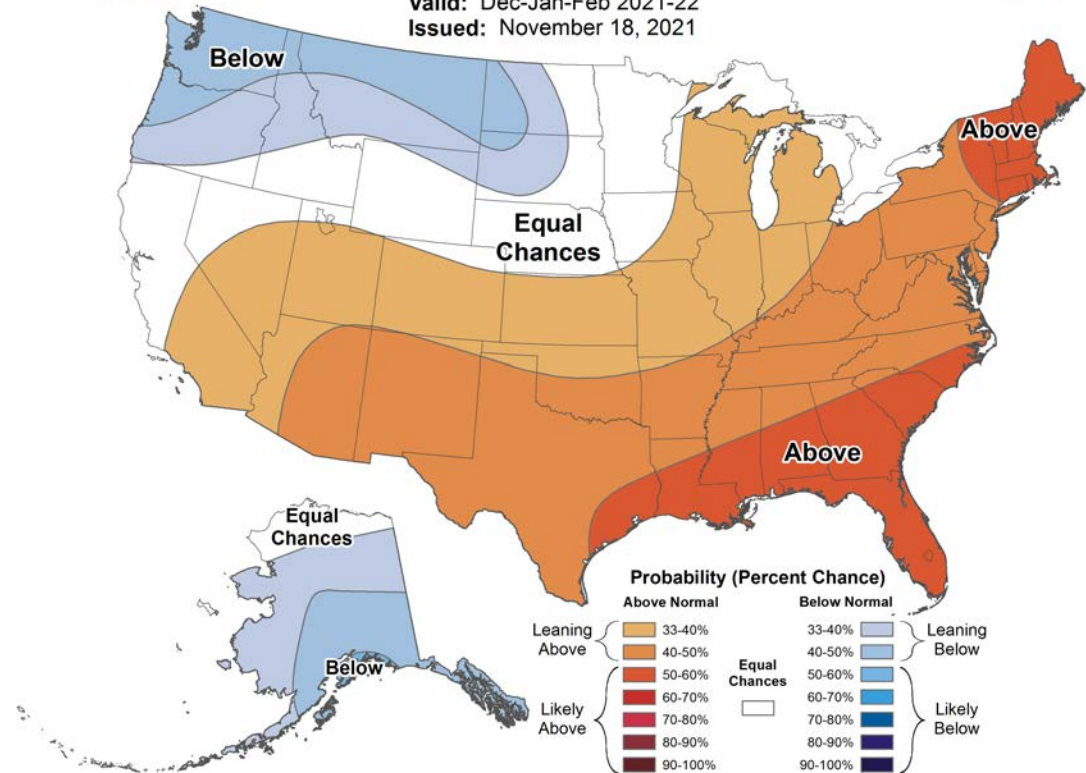 Valid: Dec-Jan-Feb 2021-22
Issued: November 18, 2021
Below
Above
Equal
Chances
Above
Equal
Chances
Below
Probability (Percent Chance)
Above Normal
Below Normal
Leaning
Above
33-40%
40-50%
Likely
Above
50-60%
60-70%
70-80%
80-90%
90-100%
Equal
Chances
33-40%
40-50%
Leaning
Below
50-60%
60-70%
70-80%
80-90%
90-100%
Likely
Below